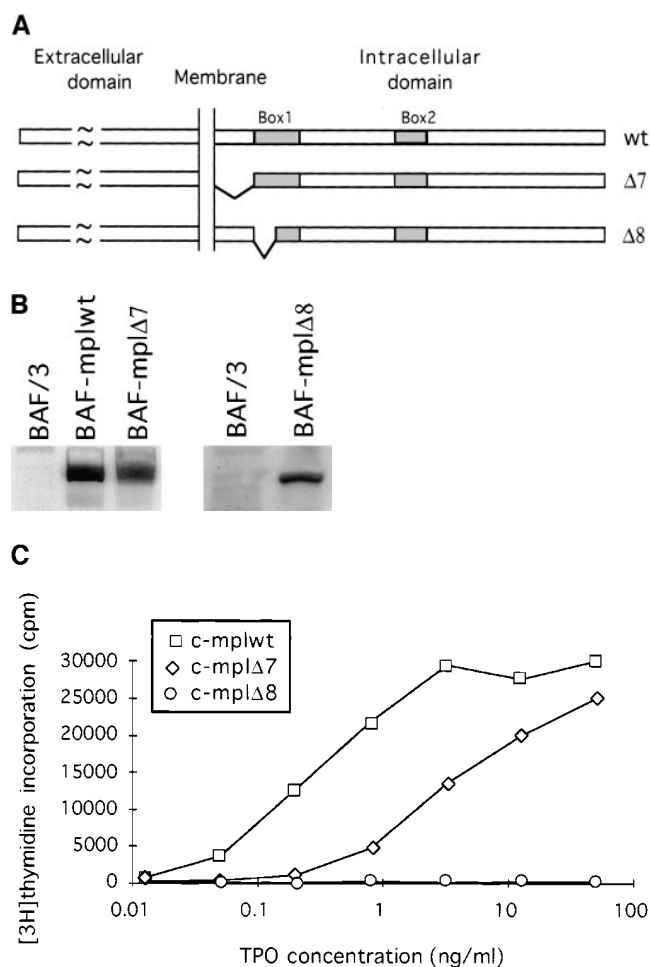 A
Extracellular
domain
Membrane
Intracellular
domain
Box1
Box2
wt
Δ7
Δ8
B
BAF/3
BAF-mplwt
BAF-mplΔ7
BAF/3
BAF-mplΔ8
C
[3H]thymidine incorporation (cpm)
c-mplwt
c-mplΔ7
c-mplΔ8
30000
25000
20000
15000
10000
5000
0
0.01
0.1
1
10
100
TPO concentration (ng/ml)